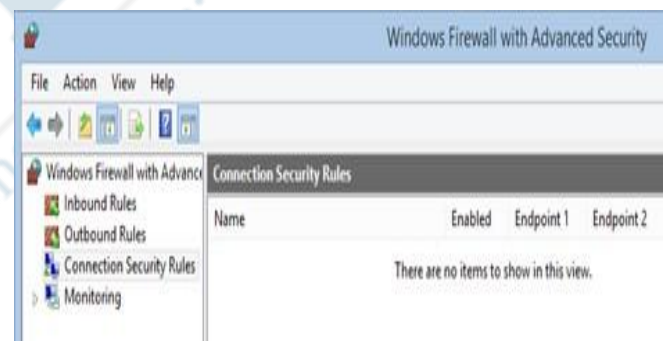 Windows Firewall with Advanced Security
File Action View Help
Windows Firewall with Advance
Inbound Rules
Outbound Rules
Connection Security Rules
Monitoring
Connection Security Rules
Name Enabled Endpoint 1 Endpoint 2
There are no items to show in this view.